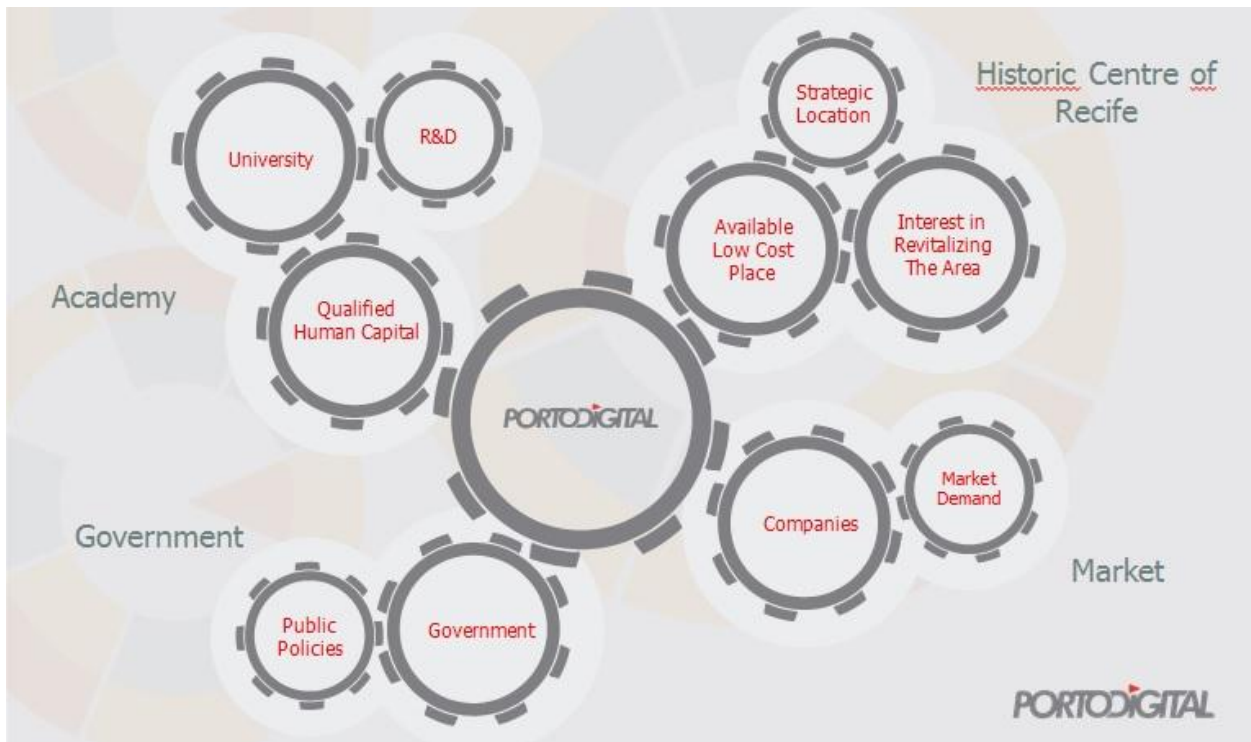 Historic Centre of
Recife
University
R&D
Strategic
Location
Available
Low Cost
Place
Interest in
Revitalizing
The Area
Academy
Qualified
Human Capital
PORTODIGITAL
Companies
Market
Demand
Government
Market
Public
Policies
Government
PORTODIGITAL